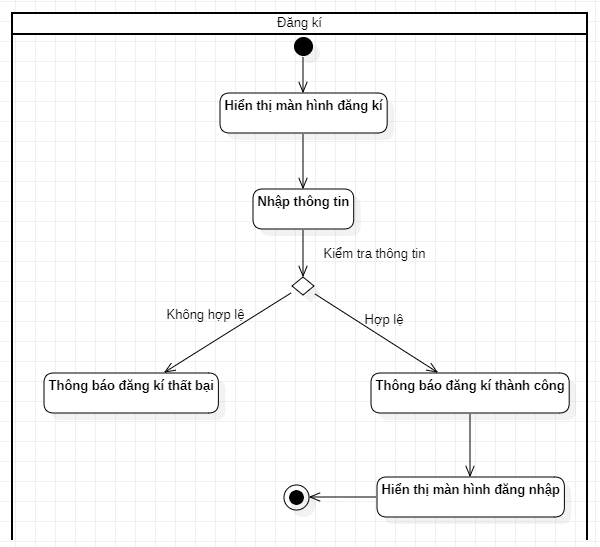 Đăng kí
Hiển thị màn hình đăng kí
Nhập thông tin
Kiểm tra thông tin
Không hợp lệ
Hợp lệ
Thông báo đăng kí thất bại
Thông báo đăng kí thành công
Hiển thị màn hình đăng nhập